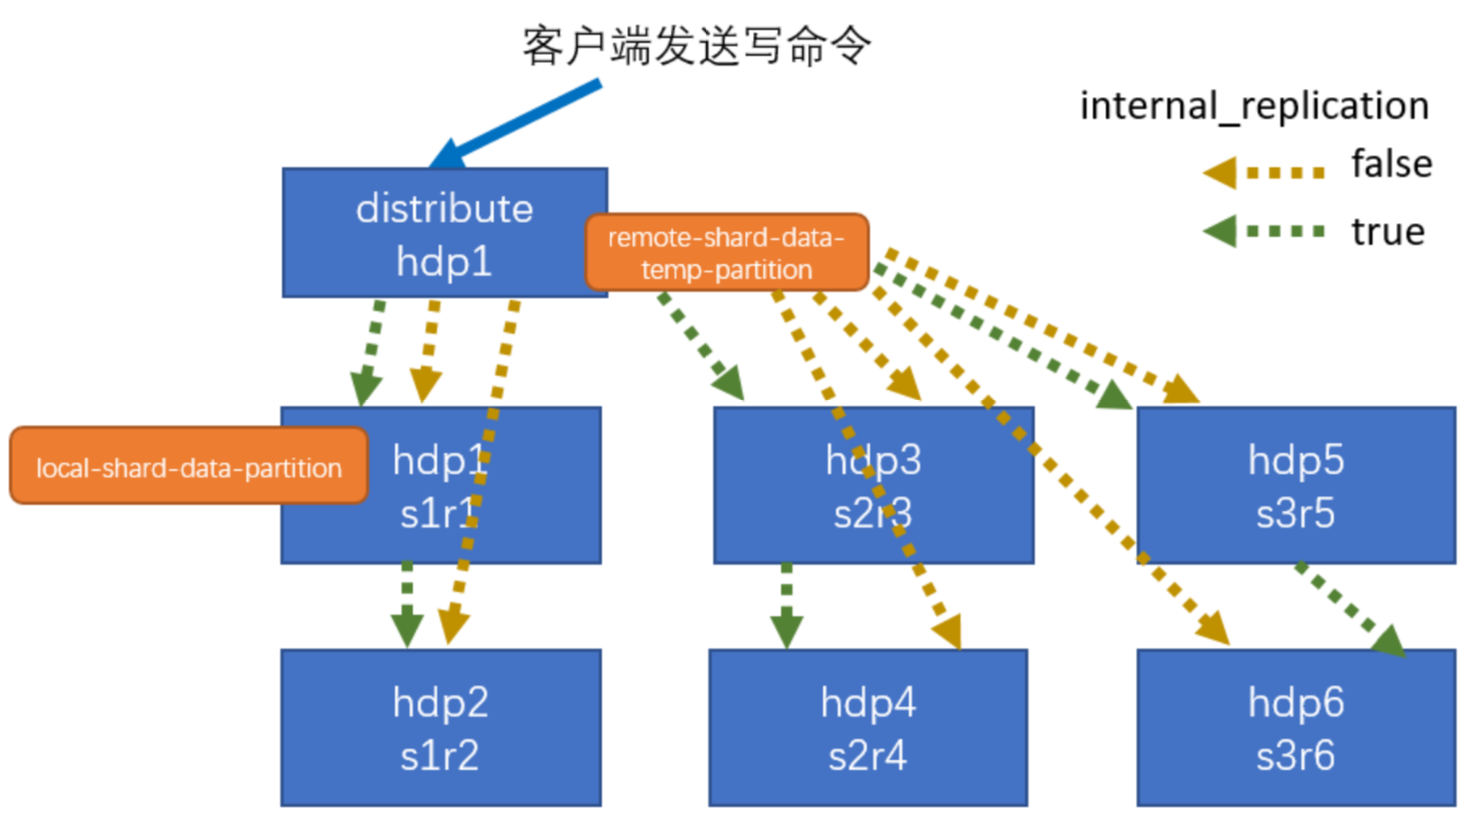 客户端发送写命令
internal_replication
false
true
distribute
hdp1
remote-shard-data-
temp-partition
local-shard-data-partition
hdp1
s1r1
hdp3
s2r3
hdp5
s3r5
hdp2
s1r2
hdp4
s2r4
hdp6
s3r6